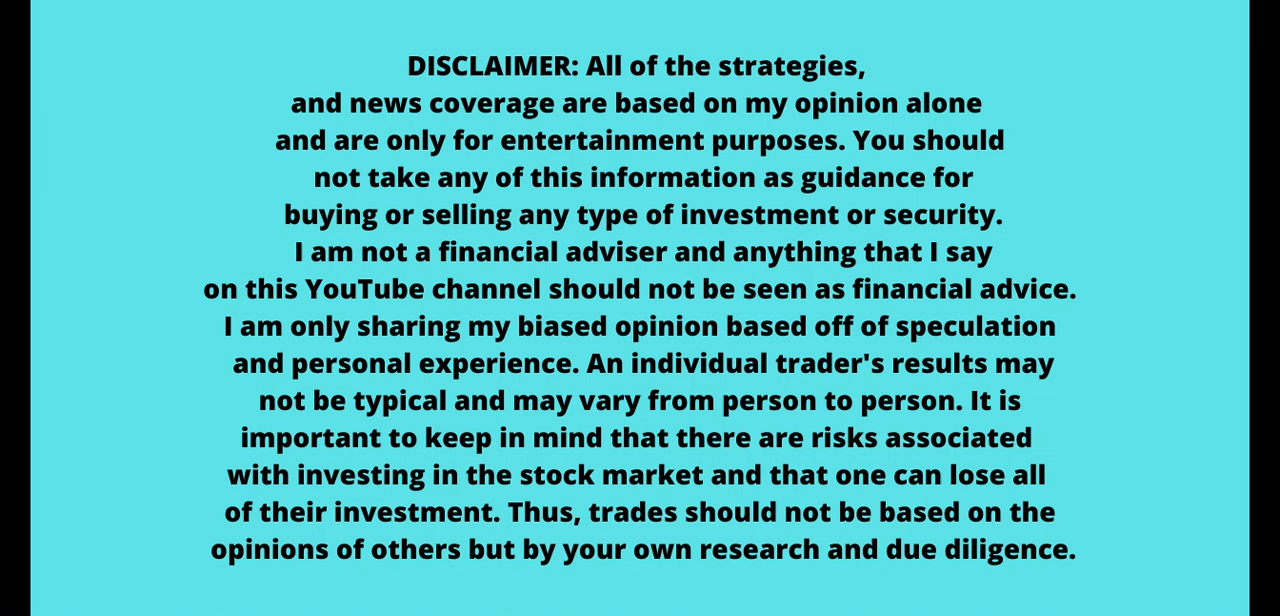 DISCLAIMER: All of the strategies,
and news coverage are based on my opinion alone
and are only for entertainment purposes. You should
not take any of this information as guidance for
buying or selling any type of investment or security.
I am not a financial adviser and anything that I say
on this YouTube channel should not be seen as financial advice.
I am only sharing my biased opinion based off of speculation
and personal experience. An individual trader's results may
not be typical and may vary from person to person. It is
important to keep in mind that there are risks associated
with investing in the stock market and that one can lose all
of their investment. Thus, trades should not be based on the
opinions of others but by your own research and due diligence.